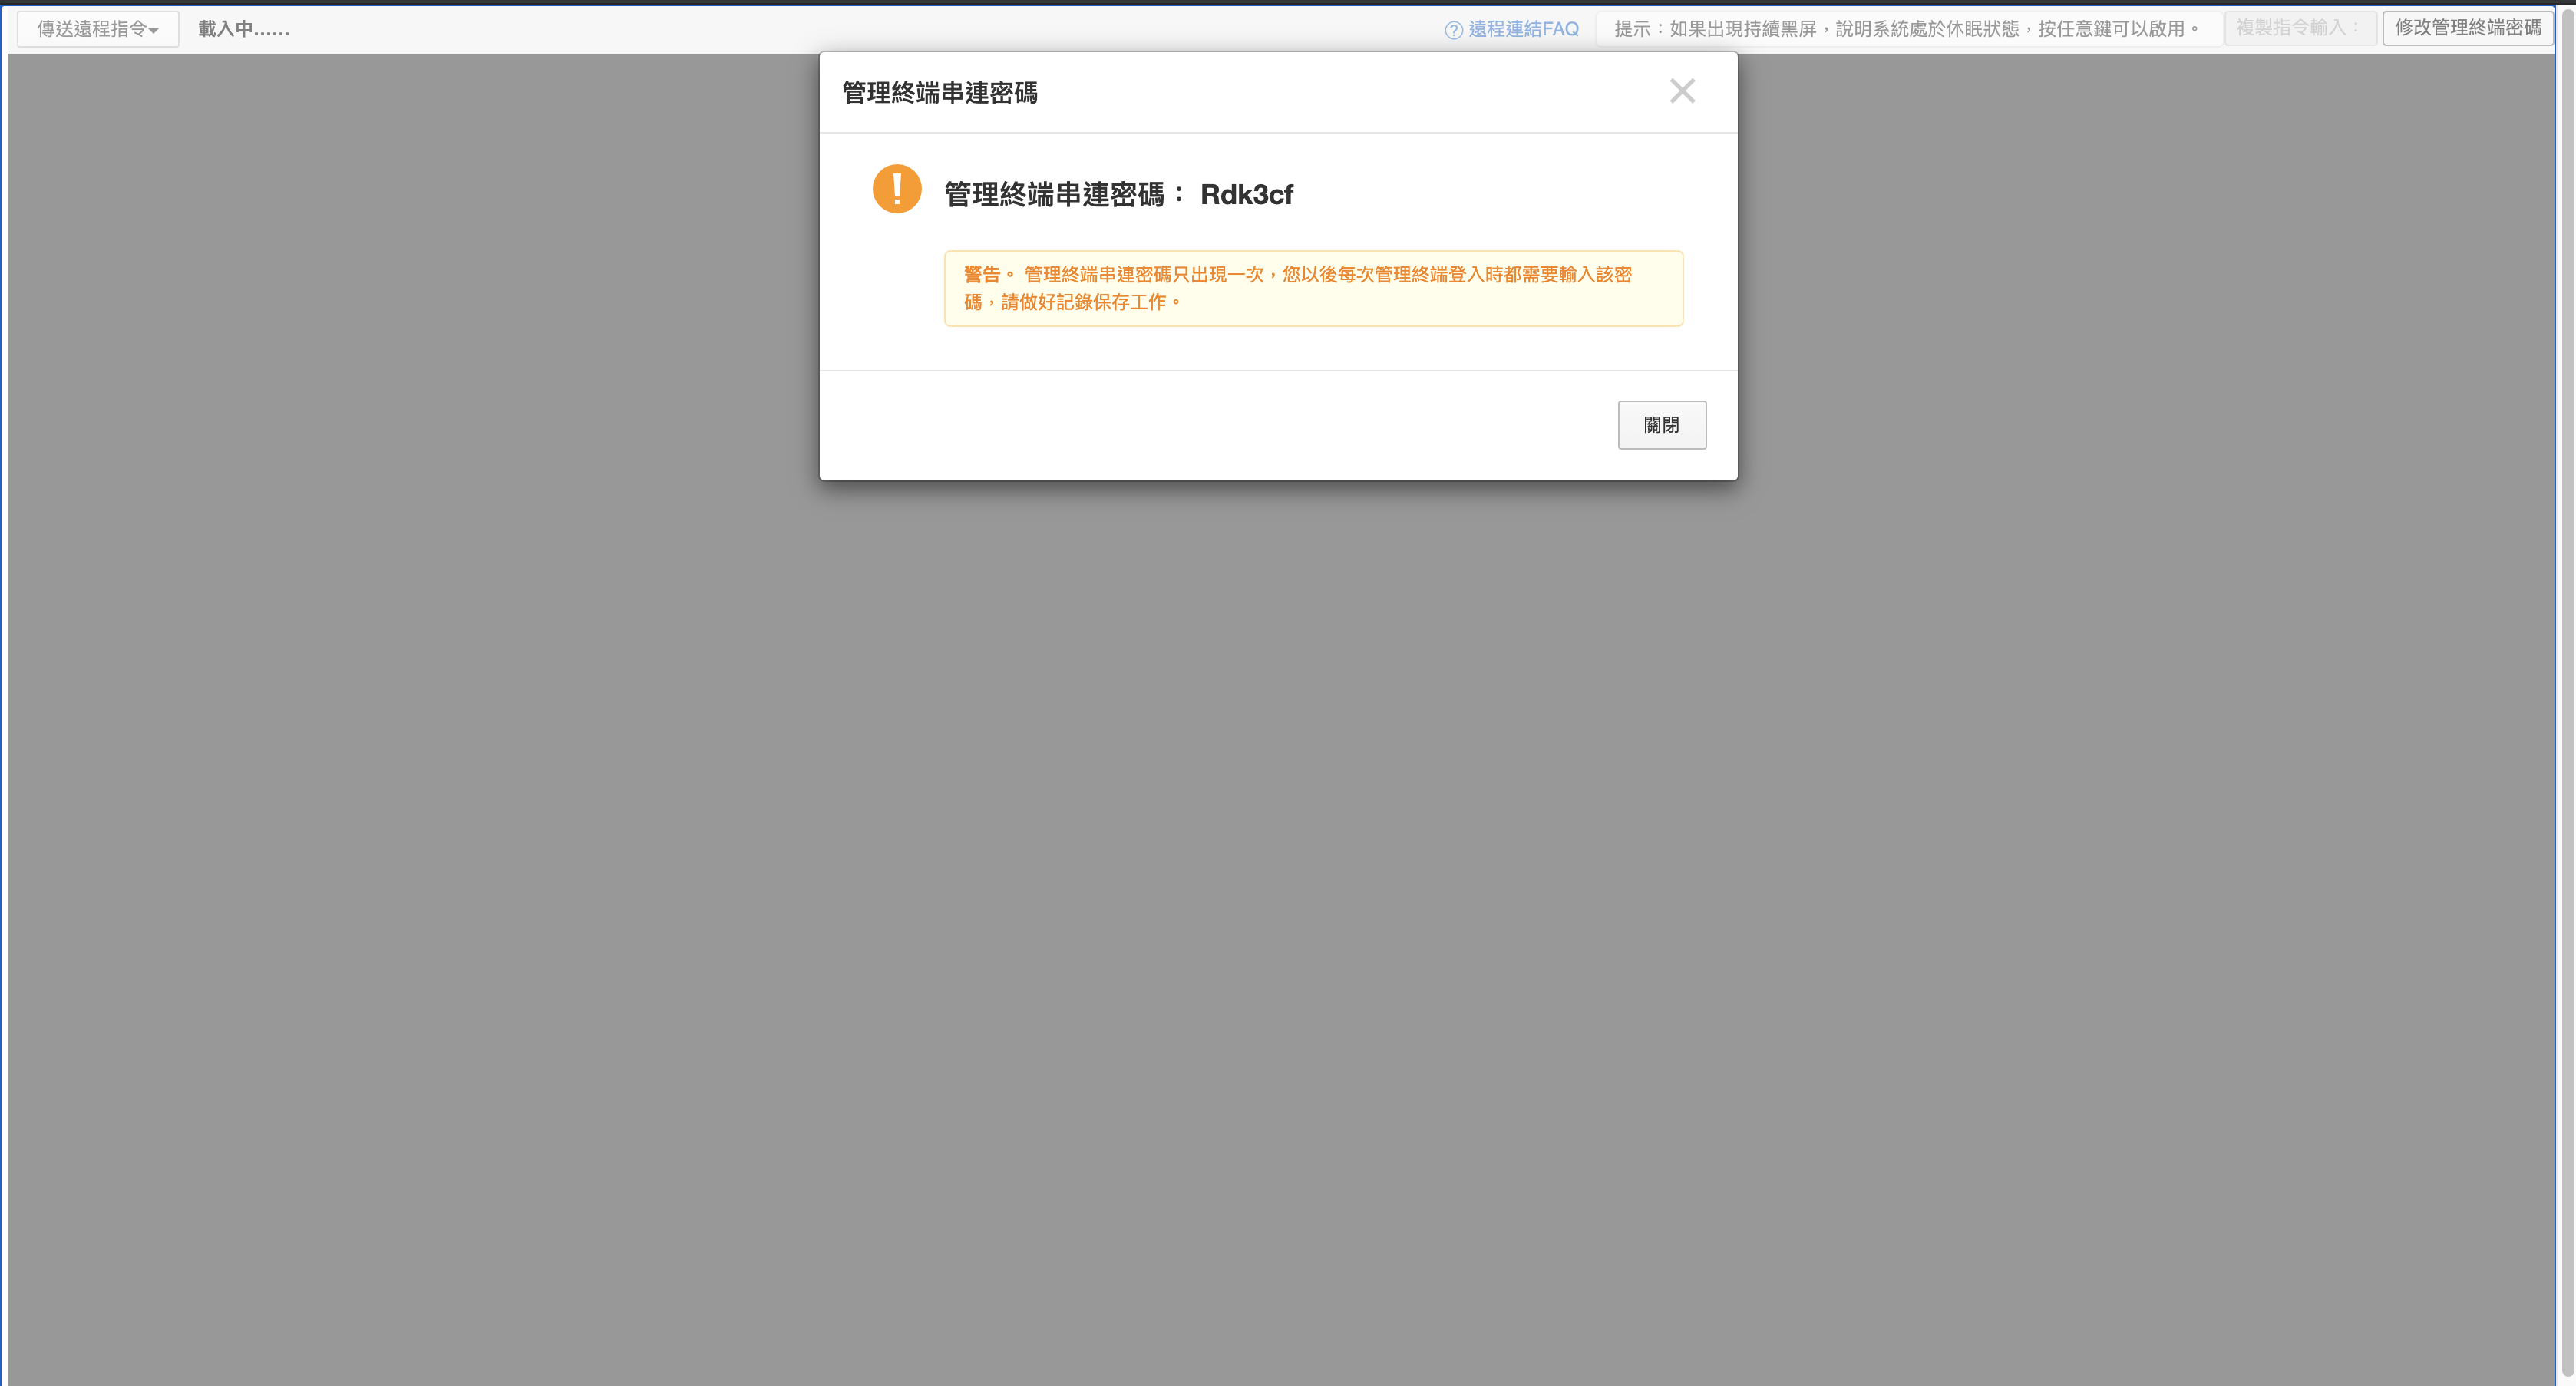 傳送遠程指令
載入中......
遠程連結FAQ
提示：如果出現持續黑屏，說明系統處於休眠狀態，按任意鍵可以啟用。
複製指令輸入：
修改管理終端密碼
管理終端串連密碼
管理終端串連密碼： Rdk3cf
警告。 管理終端串連密碼只出現一次，您以後每次管理終端登入時都需要輸入該密
碼，請做好記錄保存工作。
關閉